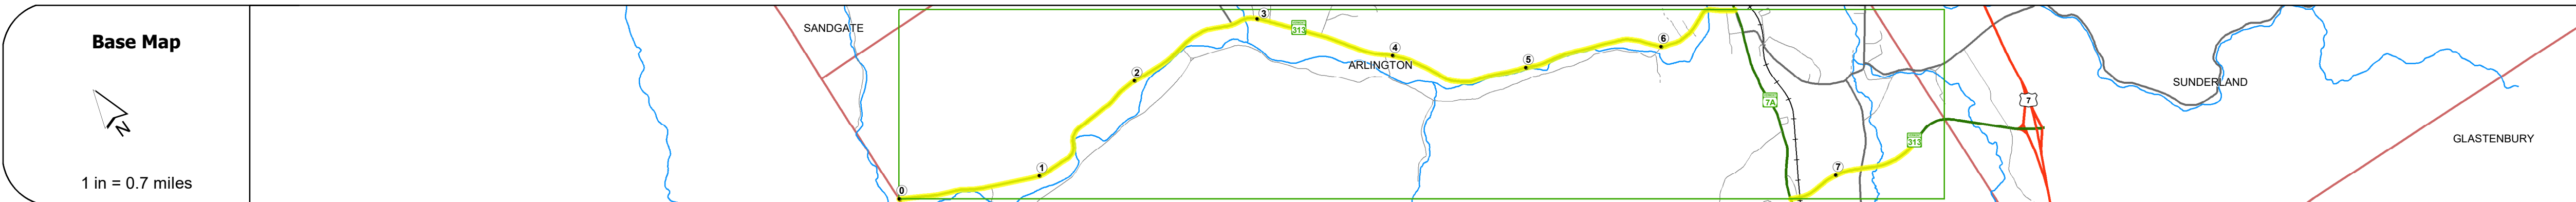 Base Map
N
1 in = 0.7 miles
SANDGATE
0
1
2
3
313
4
ARLINGTON
5
6
7A
7
313
7
SUNDERLAND
GLASTENBURY